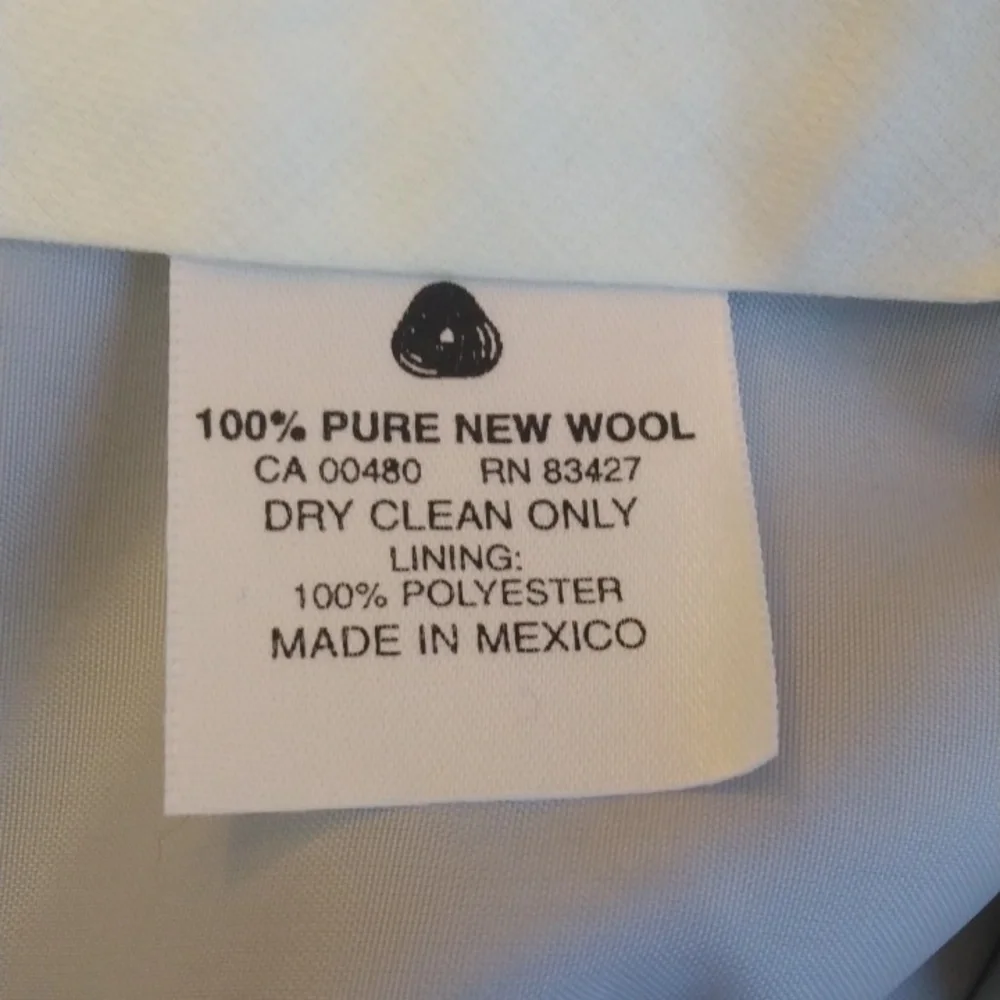 100% PURE NEW WOOL
CA 00480 RN 83427
DRY CLEAN ONLY
LINING:
100% POLYESTER
MADE IN MEXICO